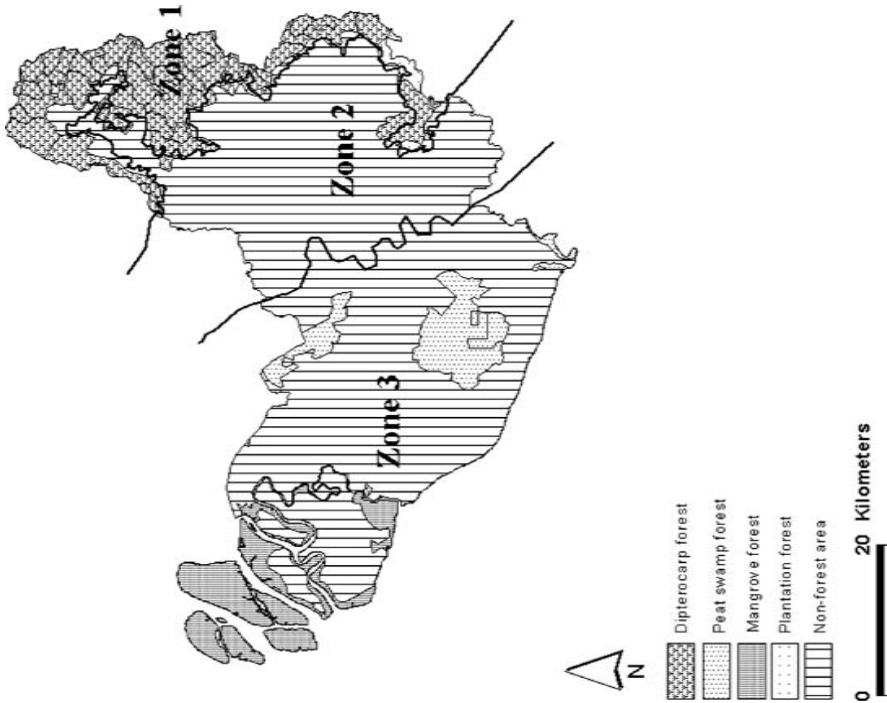 Zone 1
Zone 2
Zone 3
N
Dipterocarp forest
Peat swamp forest
Mangrove forest
Plantation forest
Non-forest area
0 20 Kilometers